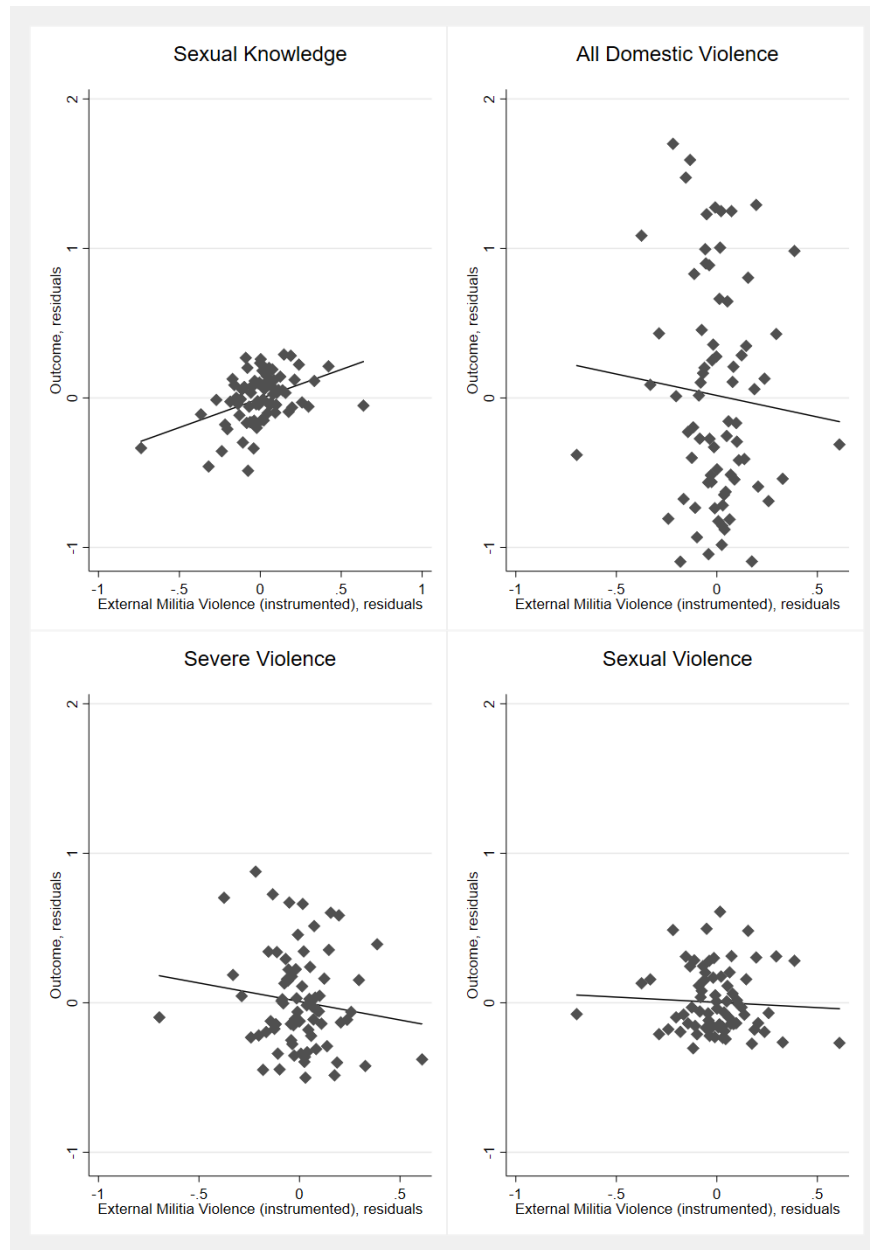 Sexual Knowledge
Outcome, residuals
2
1
0
-1
-1
-.5
0
.5
1
External Militia Violence (instrumented), residuals
All Domestic Violence
Outcome, residuals
2
1
0
-1
-1
-.5
0
.5
External Militia Violence (instrumented), residuals
Severe Violence
Outcome, residuals
2
1
0
-1
-1
-.5
0
.5
External Militia Violence (instrumented), residuals
Sexual Violence
Outcome, residuals
2
1
0
-1
-1
-.5
0
.5
External Militia Violence (instrumented), residuals